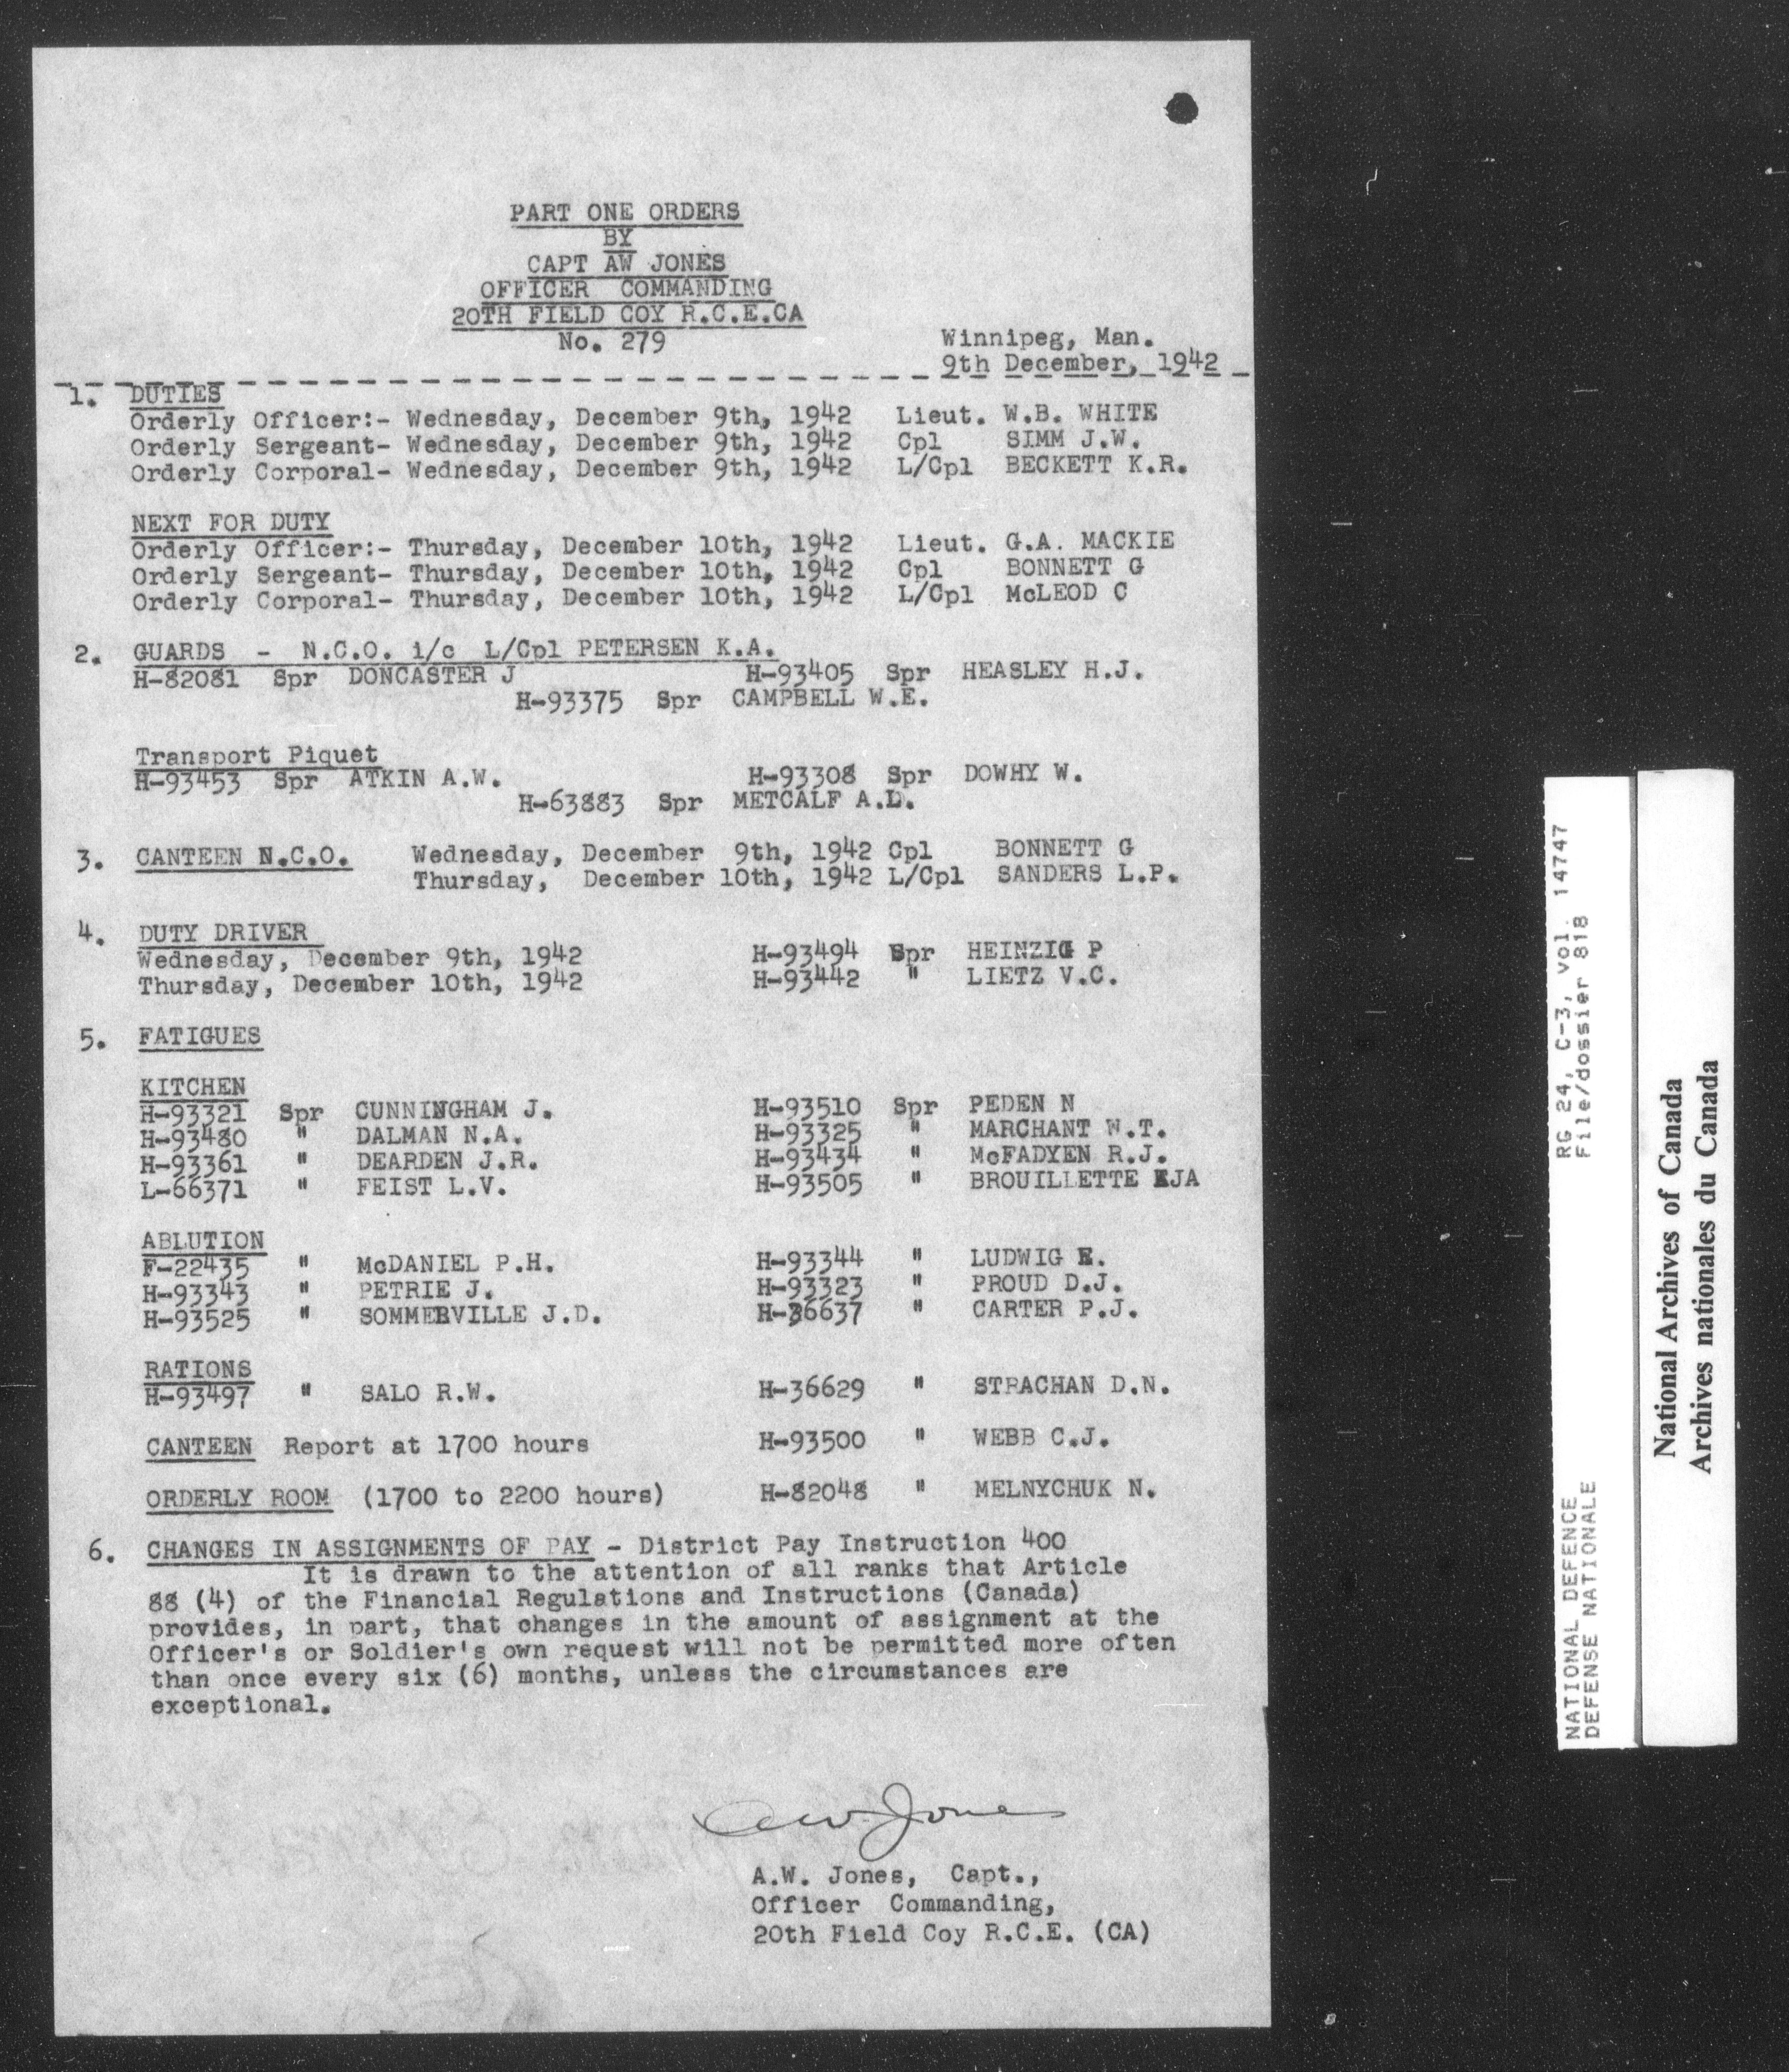 PART ONE ORDERS
BY
CAPT AW JONES
OFFICER COMMANDING
20TH FIELD COY R.C.E.CA
No. 279
Winnipeg, Man.
9th December, 1942
1. DUTIES
Orderly Officer:- Wednesday, December 9th, 1942 Lieut. W.B. WHITE
Orderly Sergeant- Wednesday, December 9th, 1942 Cpl SIMM J.W.
Orderly Corporal- Wednesday, December 9th, 1942 L/Cpl BECKETT K.R.
NEXT FOR DUTY
Orderly Officer:- Thursday, December 10th, 1942 Lieut. G.A. MACKIE
Orderly Sergeant- Thursday, December 10th, 1942 Cpl BONNETT G
Orderly Corporal- Thursday, December 10th, 1942 L/Cpl McLEOD C
2. GUARDS - N.C.O. i/c L/Cpl PETERSEN K.A.
H-82081 Spr DONCASTER J H-93405 Spr HEASLEY H.J.
H-93375 Spr CAMPBELL W.E.
Transport Piquet
H-93453 Spr ATKIN A.W. H-93308 Spr DOWHY W.
H-63883 Spr METCALF A.D.
3. CANTEEN N.C.O. Wednesday, December 9th, 1942 Cpl BONNETT G
Thursday, December 10th, 1942 L/Cpl SANDERS L.P.
4. DUTY DRIVER
Wednesday, December 9th, 1942 H-93494 Spr HEINZIG P
Thursday, December 10th, 1942 H-93442 " LIETZ V.C.
5. FATIGUES
KITCHEN
H-93321 Spr CUNNINGHAM J. H-93510 Spr PEDEN N
H-93480 " DALMAN N.A. H-93325 " MARCHANT W.T.
H-93361 " DEARDEN J.R. H-93434 " McFADYEN R.J.
L-66371 " FEIST L.V. H-93505 " BROUILLETTE EJA
ABLUTION
F-22435 " McDANIEL P.H. H-93344 " LUDWIG E.
H-93343 " PETRIE J. H-93323 " PROUD D.J.
H-93525 " SOMMERVILLE J.D. H-36637 " CARTER P.J.
RATIONS
H-93497 " SALO R.W. H-36629 " STRACHAN D.N.
CANTEEN Report at 1700 hours H-93500 " WEBB C.J.
ORDERLY ROOM (1700 to 2200 hours) H-82048 " MELNYCHUK N.
6. CHANGES IN ASSIGNMENTS OF PAY - District Pay Instruction 400
It is drawn to the attention of all ranks that Article
88 (4) of the Financial Regulations and Instructions (Canada)
provides, in part, that changes in the amount of assignment at the
Officer's or Soldier's own request will not be permitted more often
than once every six (6) months, unless the circumstances are
exceptional.
AW Jones
A.W. Jones, Capt.,
Officer Commanding,
20th Field Coy R.C.E. (CA)
NATIONAL DEFENCE RG 24, C-3, vol. 14747
DEFENSE NATIONALE File/dossier 818
National Archives of Canada
Archives nationales du Canada